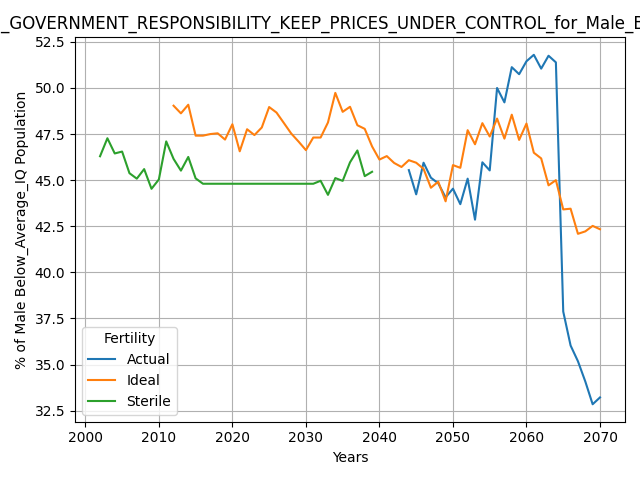 _GOVERNMENT_RESPONSIBILITY_KEEP_PRICES_UNDER_CONTROL_for_Male_B
52.5
50.0
47.5
45.0
42.5
40.0
37.5
35.0
32.5
% of Male Below_Average_IQ Population
Fertility
Actual
Ideal
Sterile
2000
2010
2020
2030
2040
2050
2060
2070
Years